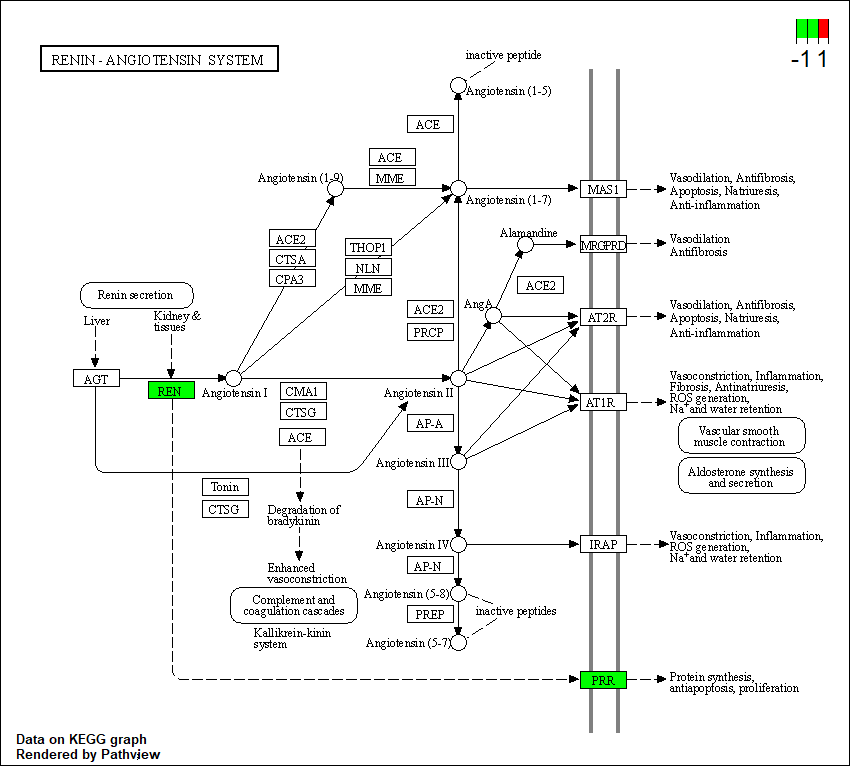 RENIN - ANGIOTENSIN SYSTEM
-1 1
inactive peptide
Angiotensin (1-5)
ACE
ACE
MME
Angiotensin (1-9)
Angiotensin (1-7)
MAS1
Vasodilation, Antifibrosis,
Apoptosis, Natriuresis,
Anti-inflammation
ACE2
CTSA
CPA3
THOP1
NLN
MME
Alamandine
MRGPRD
Vasodilation
Antifibrosis
ACE2
Renin secretion
Liver
Kidney &
tissues
AngA
ACE2
PRCP
AT2R
Vasodilation, Antifibrosis,
Apoptosis, Natriuresis,
Anti-inflammation
AGT
REN
Angiotensin I
CMA1
CTSG
ACE
Angiotensin II
AT1R
Vasoconstriction, Inflammation,
Fibrosis, Antinatriuresis,
ROS generation,
Na+ and water retention
Vascular smooth
muscle contraction
AP-A
Angiotensin III
Aldosterone synthesis
and secretion
Tonin
CTSG
AP-N
Degradation of
bradykinin
Angiotensin IV
IRAP
Vasoconstriction, Inflammation,
ROS generation,
Na+ and water retention
AP-N
Enhanced
vasoconstriction
Angiotensin (5-8)
Complement and
coagulation cascades
PREP
inactive peptides
Kallikrein-kinin
system
Angiotensin (5-7)
PRR
Protein synthesis,
antiapoptosis, proliferation
Data on KEGG graph
Rendered by Pathview